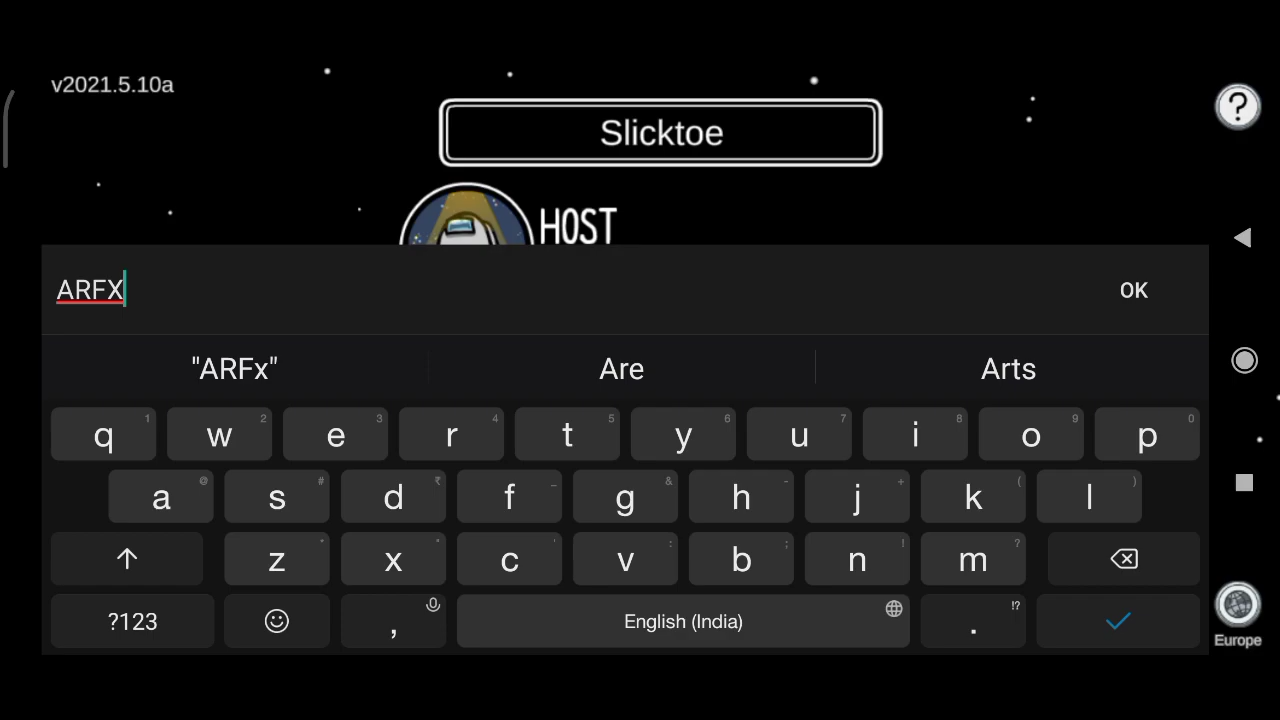 v2021.5.10a
?
Slicktoe
HOST
ARFX
OK
"ARFx" Are Arts
q 1 w 2 e 3 r 4 t 5 y 6 u 7 i 8 o 9 p 0
a @ s # d ₹ f _ g & h - j + k ( l )
z * x " c ' v : b ; n ! m ?
?123 , English (India) . !?
Europe